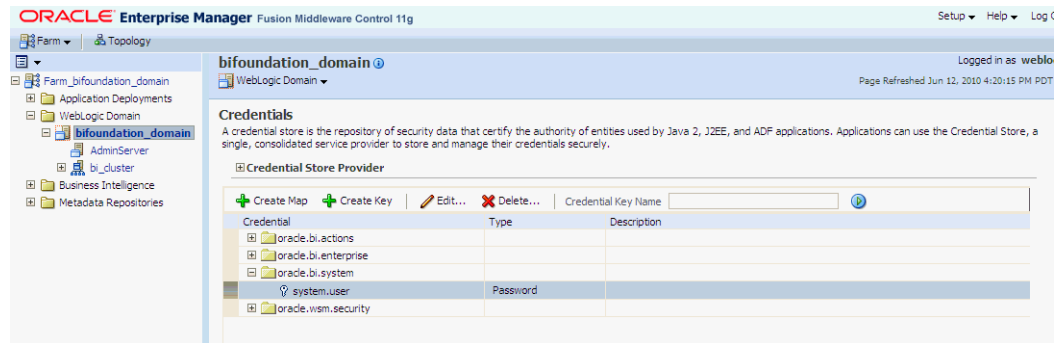 ORACLE Enterprise Manager Fusion Middleware Control 11g
Setup Help Log
Farm Topology
Farm_bifoundation_domain
Application Deployments
WebLogic Domain
bifoundation_domain
AdminServer
bi_cluster
Business Intelligence
Metadata Repositories
bifoundation_domain
Logged in as weblo
WebLogic Domain
Page Refreshed Jun 12, 2010 4:20:15 PM PDT
Credentials
A credential store is the repository of security data that certify the authority of entities used by Java 2, J2EE, and ADF applications. Applications can use the Credential Store, a
single, consolidated service provider to store and manage their credentials securely.
Credential Store Provider
Create Map Create Key Edit... Delete... Credential Key Name
Credential Type Description
oracle.bi.actions
oracle.bi.enterprise
oracle.bi.system
system.user Password
oracle.wsm.security